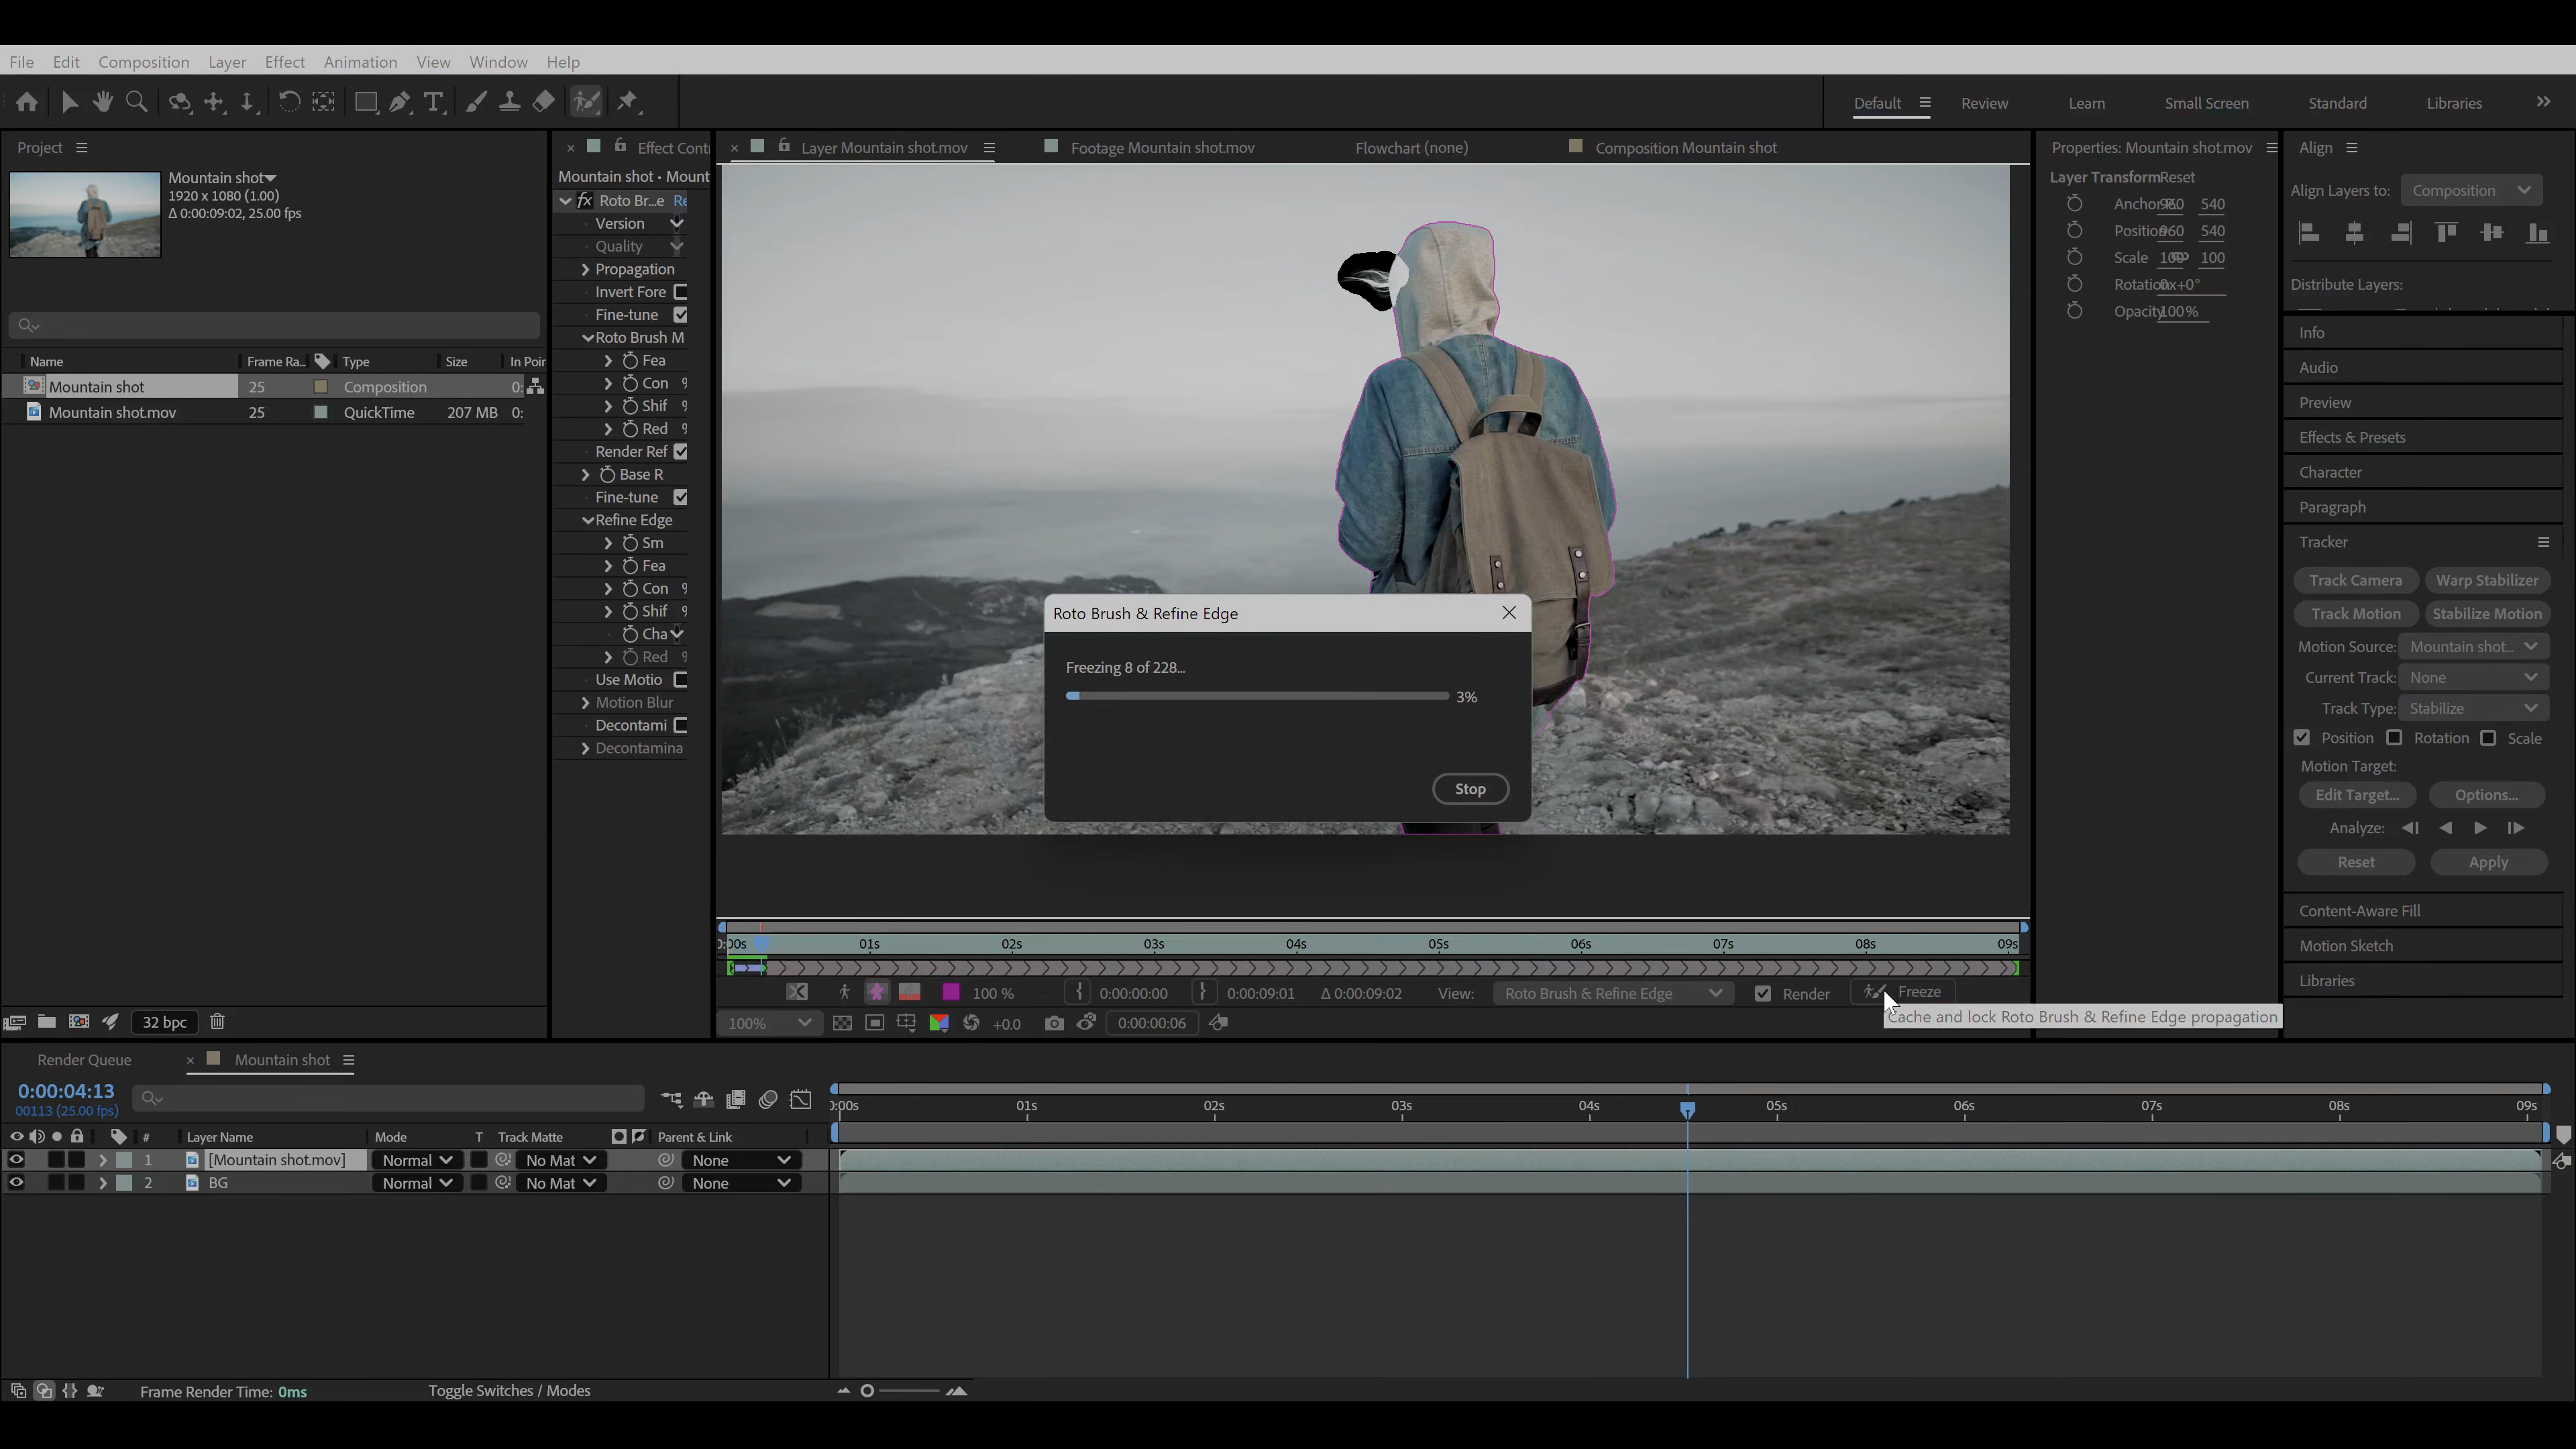 File Edit Composition Layer Effect Animation View Window Help
Default Review Learn Small Screen Standard Libraries
Project
Mountain shot
1920 x 1080 (1.00)
Δ 0:00:09:02, 25.00 fps
Name Frame Ra... Type Size In Poin
Mountain shot 25 Composition 0:
Mountain shot.mov 25 QuickTime 207 MB 0:
32 bpc
Effect Cont
Mountain shot • Mount
fx Roto Br...e Re
Version
Quality
Propagation
Invert Fore
Fine-tune
Roto Brush M
Fea
Con %
Shif %
Red %
Render Ref
Base R
Fine-tune
Refine Edge
Sm
Fea
Con %
Shif %
Cha
Red %
Use Motio
Motion Blur
Decontami
Decontamina
Layer Mountain shot.mov Footage Mountain shot.mov Flowchart (none) Composition Mountain shot
Roto Brush & Refine Edge
Freezing 8 of 228...
3%
Stop
0:00s 01s 02s 03s 04s 05s 06s 07s 08s 09s
100 % 0:00:00:00 0:00:09:01 Δ 0:00:09:02 View: Roto Brush & Refine Edge Render Freeze
100% +0.0 0:00:00:06
Cache and lock Roto Brush & Refine Edge propagation
Properties: Mountain shot.mov
Layer Transform Reset
Anchor P. 960 540
Position 960 540
Scale 100 100
Rotation 0x+0°
Opacity 100 %
Align
Align Layers to: Composition
Distribute Layers:
Info
Audio
Preview
Effects & Presets
Character
Paragraph
Tracker
Track Camera Warp Stabilizer
Track Motion Stabilize Motion
Motion Source: Mountain shot...
Current Track: None
Track Type: Stabilize
Position Rotation Scale
Motion Target:
Edit Target... Options...
Analyze:
Reset Apply
Content-Aware Fill
Motion Sketch
Libraries
Render Queue Mountain shot
0:00:04:13
00113 (25.00 fps)
0:00s 01s 02s 03s 04s 05s 06s 07s 08s 09s
# Layer Name Mode T Track Matte Parent & Link
1 [Mountain shot.mov] Normal No Mat None
2 BG Normal No Mat None
Frame Render Time: 0ms Toggle Switches / Modes